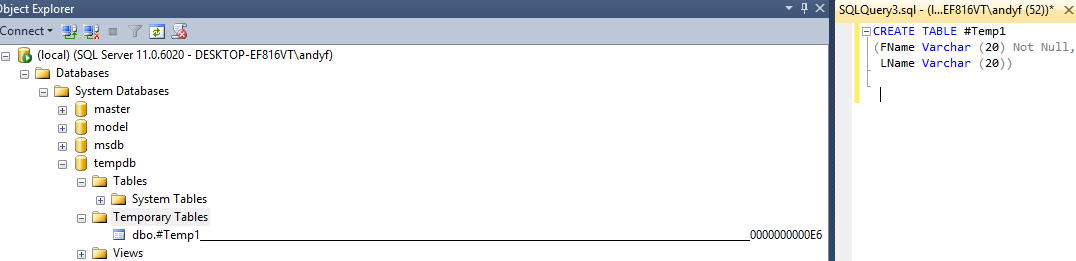 Object Explorer
Connect
(local) (SQL Server 11.0.6020 - DESKTOP-EF816VT\andyf)
Databases
System Databases
master
model
msdb
tempdb
Tables
System Tables
Temporary Tables
dbo.#Temp1___________________________________________________________________________________________________________0000000000E6
Views
SQLQuery3.sql - (l...EF816VT\andyf (52))*
CREATE TABLE #Temp1
(FName Varchar (20) Not Null,
LName Varchar (20))